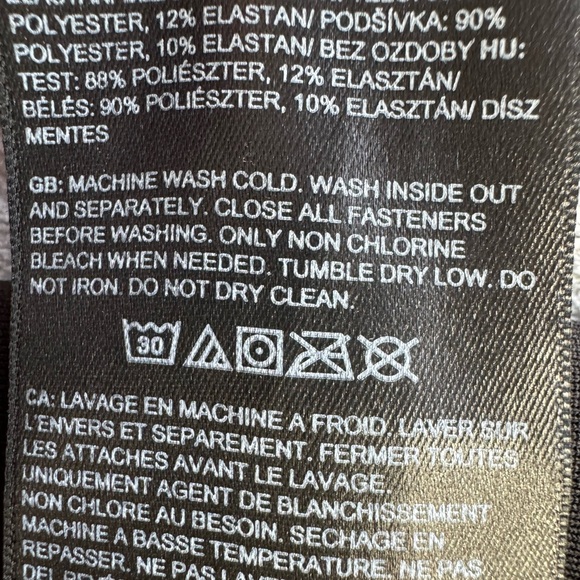 POLYESTER, 12% ELASTAN/ PODŠÍVKA: 90%
POLYESTER, 10% ELASTAN/ BEZ OZDOBY HU:
TEST: 88% POLIÉSZTER, 12% ELASZTÁN/
BÉLÉS: 90% POLIÉSZTER, 10% ELASZTÁN/ DÍSZ
MENTES
GB: MACHINE WASH COLD. WASH INSIDE OUT
AND SEPARATELY. CLOSE ALL FASTENERS
BEFORE WASHING. ONLY NON CHLORINE
BLEACH WHEN NEEDED. TUMBLE DRY LOW. DO
NOT IRON. DO NOT DRY CLEAN.
30
CA: LAVAGE EN MACHINE A FROID. LAVER SUR
L'ENVERS ET SEPAREMENT. FERMER TOUTES
LES ATTACHES AVANT LE LAVAGE.
UNIQUEMENT AGENT DE BLANCHISSEMENT
NON CHLORE AU BESOIN. SECHAGE EN
MACHINE A BASSE TEMPERATURE. NE PAS
REPASSER. NE PAS